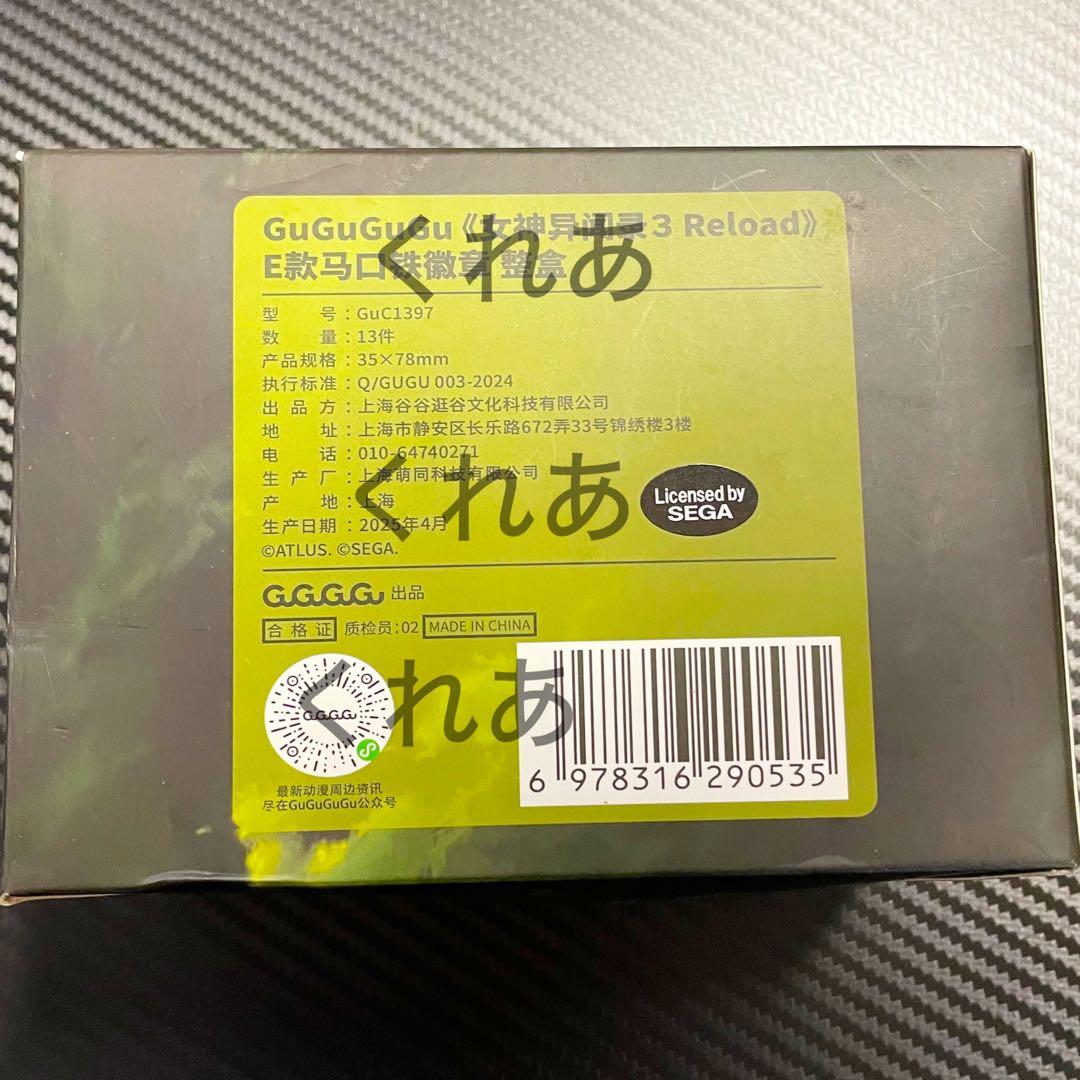 GuGuGuGu《女神异闻录3 Reload》
E款马口铁徽章 整盒
くれあ
型 号：GuC1397
数 量：13件
产品规格：35×78mm
执行标准：Q/GUGU 003-2024
出 品 方：上海谷谷逛谷文化科技有限公司
地 址：上海市静安区长乐路672弄33号锦绣楼3楼
电 话：010-64740271
生 产 厂：上海萌同科技有限公司
くれあ
产 地：上海
生产日期：2025年4月
Licensed by
SEGA
©ATLUS. ©SEGA.
GuGuGuGu 出品
合格证 质检员：02 MADE IN CHINA
くれあ
GuGuGuGu
最新动漫周边资讯
尽在GuGuGuGu公众号
6 978316 290535